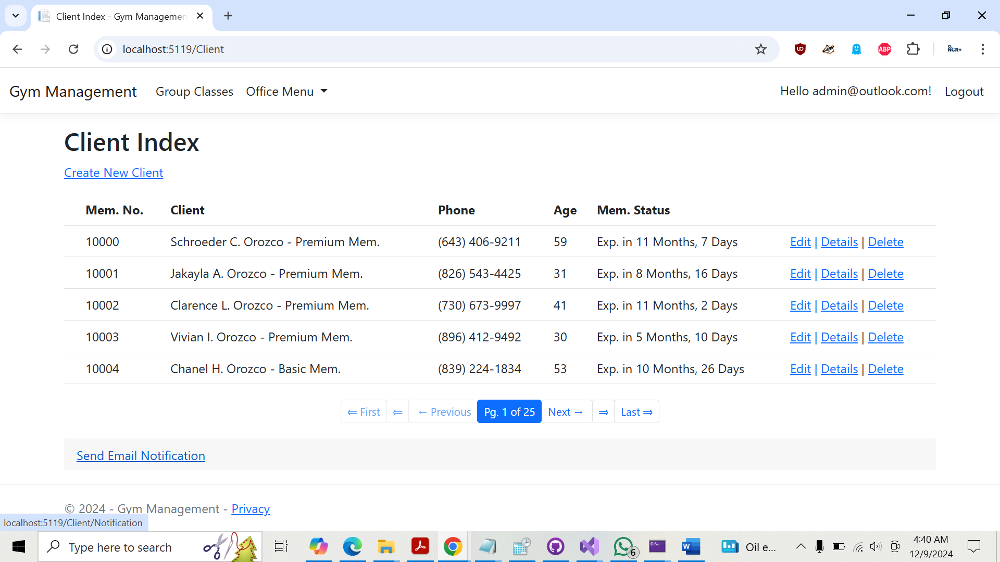 Client Index - Gym Managemen
localhost:5119/Client
UO
ABP
NCR+
Gym Management Group Classes Office Menu Hello admin@outlook.com! Logout
Client Index
Create New Client
Mem. No. Client Phone Age Mem. Status
10000 Schroeder C. Orozco - Premium Mem. (643) 406-9211 59 Exp. in 11 Months, 7 Days Edit | Details | Delete
10001 Jakayla A. Orozco - Premium Mem. (826) 543-4425 31 Exp. in 8 Months, 16 Days Edit | Details | Delete
10002 Clarence L. Orozco - Premium Mem. (730) 673-9997 41 Exp. in 11 Months, 2 Days Edit | Details | Delete
10003 Vivian I. Orozco - Premium Mem. (896) 412-9492 30 Exp. in 5 Months, 10 Days Edit | Details | Delete
10004 Chanel H. Orozco - Basic Mem. (839) 224-1834 53 Exp. in 10 Months, 26 Days Edit | Details | Delete
⇐ First ⇐ ← Previous Pg. 1 of 25 Next → ⇒ Last ⇒
Send Email Notification
© 2024 - Gym Management - Privacy
localhost:5119/Client/Notification
Type here to search
6
Oil e...
4:40 AM
12/9/2024